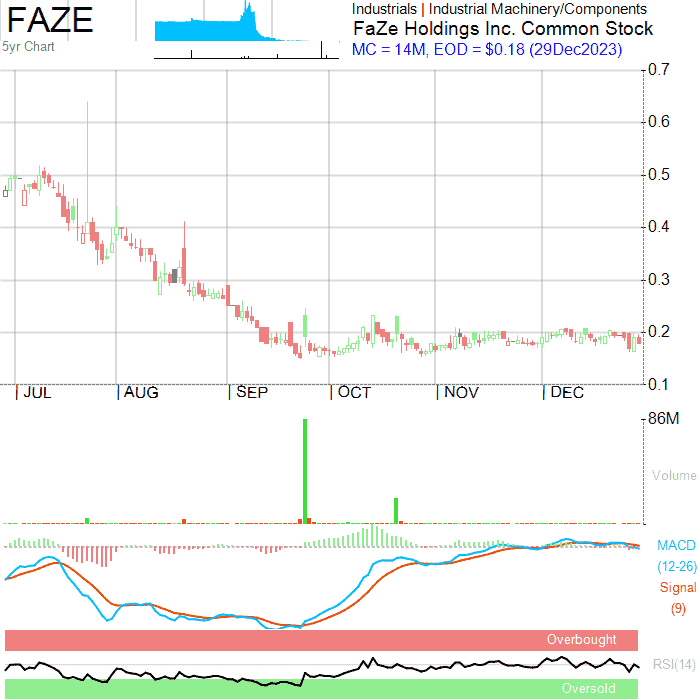 FAZE
5yr Chart
Industrials | Industrial Machinery/Components
FaZe Holdings Inc. Common Stock
MC = 14M, EOD = $0.18 (29Dec2023)
0.7
0.6
0.5
0.4
0.3
0.2
0.1
JUL AUG SEP OCT NOV DEC
86M
Volume
MACD
(12-26)
Signal
(9)
Overbought
RSI(14)
Oversold